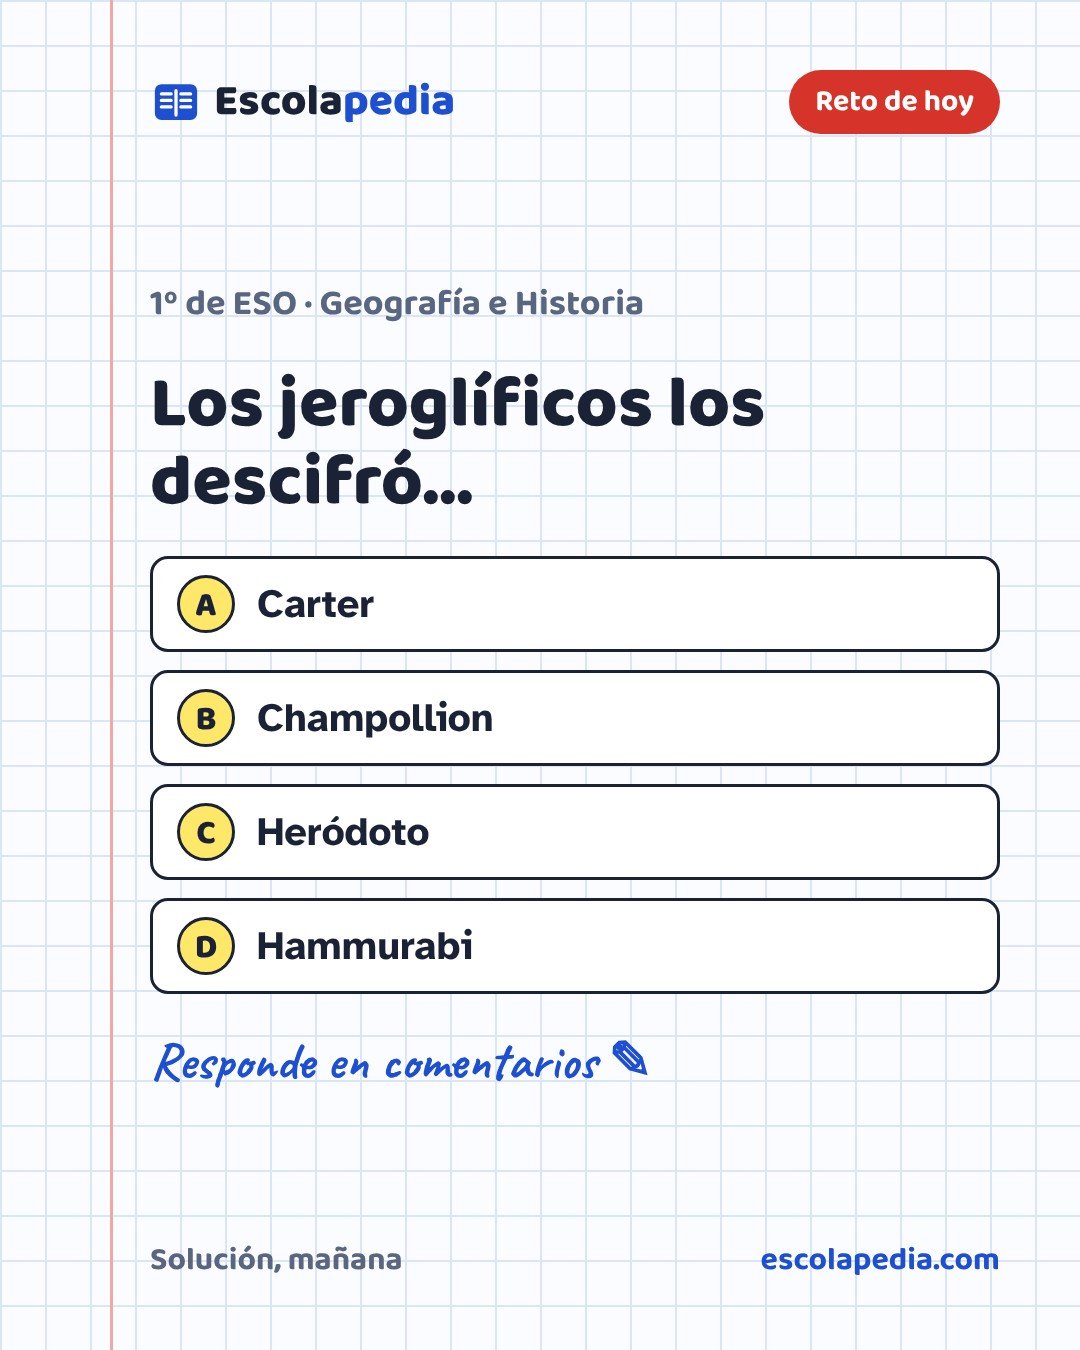 Escolapedia
Reto de hoy
1º de ESO · Geografía e Historia
Los jeroglíficos los
descifró...
A Carter
B Champollion
C Heródoto
D Hammurabi
Responde en comentarios ✎
Solución, mañana
escolapedia.com